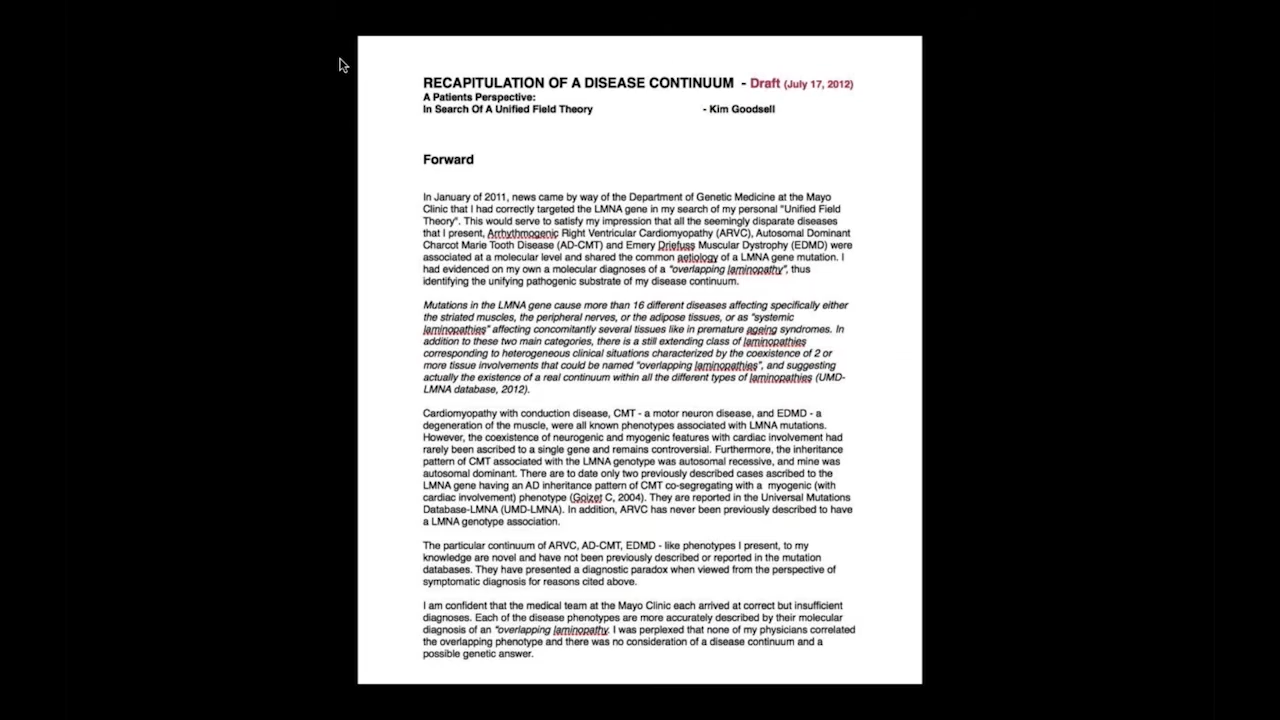 RECAPITULATION OF A DISEASE CONTINUUM - Draft (July 17, 2012)
A Patients Perspective:
In Search Of A Unified Field Theory - Kim Goodsell
Forward
In January of 2011, news came by way of the Department of Genetic Medicine at the Mayo
Clinic that I had correctly targeted the LMNA gene in my search of my personal "Unified Field
Theory". This would serve to satisfy my impression that all the seemingly disparate diseases
that I present, Arrhythmogenic Right Ventricular Cardiomyopathy (ARVC), Autosomal Dominant
Charcot Marie Tooth Disease (AD-CMT) and Emery Driefuss Muscular Dystrophy (EDMD) were
associated at a molecular level and shared the common aetiology of a LMNA gene mutation. I
had evidenced on my own a molecular diagnoses of a "overlapping laminopathy", thus
identifying the unifying pathogenic substrate of my disease continuum.
Mutations in the LMNA gene cause more than 16 different diseases affecting specifically either
the striated muscles, the peripheral nerves, or the adipose tissues, or as "systemic
laminopathies" affecting concomitantly several tissues like in premature ageing syndromes. In
addition to these two main categories, there is a still extending class of laminopathies
corresponding to heterogeneous clinical situations characterized by the coexistence of 2 or
more tissue involvements that could be named "overlapping laminopathies", and suggesting
actually the existence of a real continuum within all the different types of laminopathies (UMD-
LMNA database, 2012).
Cardiomyopathy with conduction disease, CMT - a motor neuron disease, and EDMD - a
degeneration of the muscle, were all known phenotypes associated with LMNA mutations.
However, the coexistence of neurogenic and myogenic features with cardiac involvement had
rarely been ascribed to a single gene and remains controversial. Furthermore, the inheritance
pattern of CMT associated with the LMNA genotype was autosomal recessive, and mine was
autosomal dominant. There are to date only two previously described cases ascribed to the
LMNA gene having an AD inheritance pattern of CMT co-segregating with a myogenic (with
cardiac involvement) phenotype (Goizet C, 2004). They are reported in the Universal Mutations
Database-LMNA (UMD-LMNA). In addition, ARVC has never been previously described to have
a LMNA genotype association.
The particular continuum of ARVC, AD-CMT, EDMD - like phenotypes I present, to my
knowledge are novel and have not been previously described or reported in the mutation
databases. They have presented a diagnostic paradox when viewed from the perspective of
symptomatic diagnosis for reasons cited above.
I am confident that the medical team at the Mayo Clinic each arrived at correct but insufficient
diagnoses. Each of the disease phenotypes are more accurately described by their molecular
diagnosis of an "overlapping laminopathy. I was perplexed that none of my physicians correlated
the overlapping phenotype and there was no consideration of a disease continuum and a
possible genetic answer.